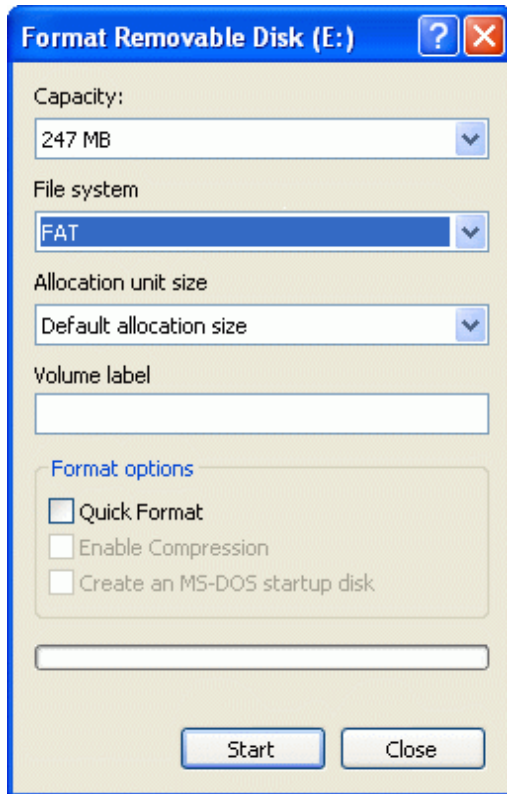 Format Removable Disk (E:)
Capacity:
247 MB
File system
FAT
Allocation unit size
Default allocation size
Volume label
Format options
Quick Format
Enable Compression
Create an MS-DOS startup disk
Start Close